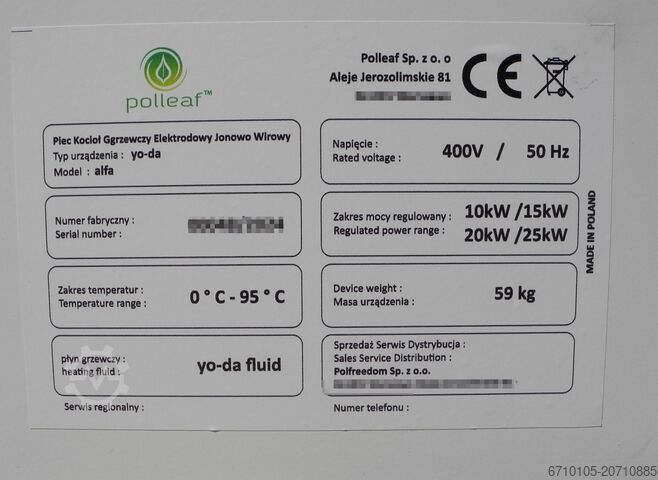 polleaf™
Polleaf Sp. z o. o
Aleje Jerozolimskie 81
CE
Piec Kocioł Ggrzewczy Elektrodowy Jonowo Wirowy
Typ urządzenia : yo-da
Model : alfa
Napięcie :
Rated voltage : 400V / 50 Hz
Numer fabryczny :
Serial number :
Zakres mocy regulowany : 10kW /15kW
Regulated power range : 20kW /25kW
Zakres temperatur :
Temperature range : 0 ° C - 95 ° C
Device weight :
Masa urządzenia : 59 kg
płyn grzewczy :
heating fluid : yo-da fluid
Sprzedaż Serwis Dystrybucja :
Sales Service Distribution :
Polfreedom Sp. z o.o.
Serwis regionalny :
Numer telefonu :
MADE IN POLAND
6710105-20710885